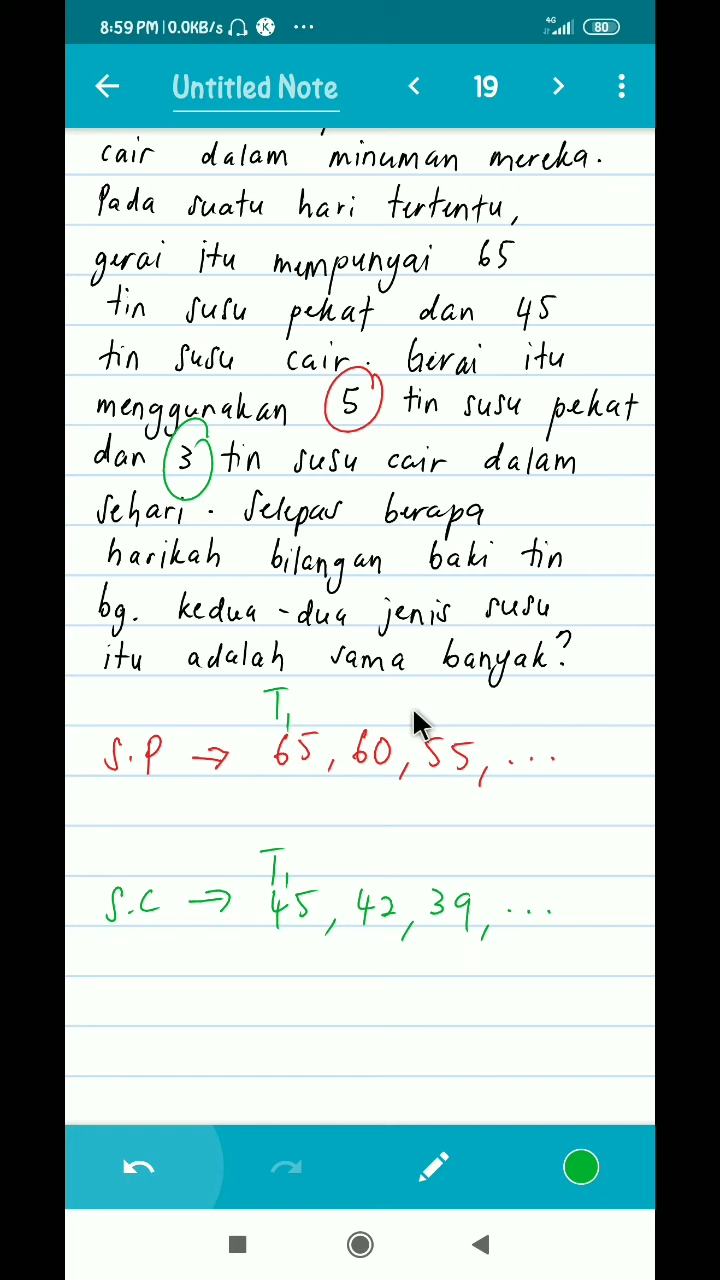 8:59 PM | 0.0KB/s K ... 4G 80
Untitled Note < 19 >
cair dalam minuman mereka.
Pada suatu hari tertentu,
gerai itu mempunyai 65
tin susu pekat dan 45
tin susu cair. Gerai itu
menggunakan 5 tin susu pekat
dan 3 tin susu cair dalam
sehari. Selepas berapa
harikah bilangan baki tin
bg. kedua-dua jenis susu
itu adalah sama banyak?
T₁
S.P → 65, 60, 55, ...
T₁
S.C → 45, 42, 39, ...